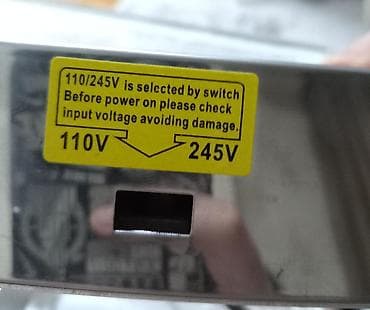 110/245V is selected by switch
Before power on please check
input voltage avoiding damage.
110V 245V